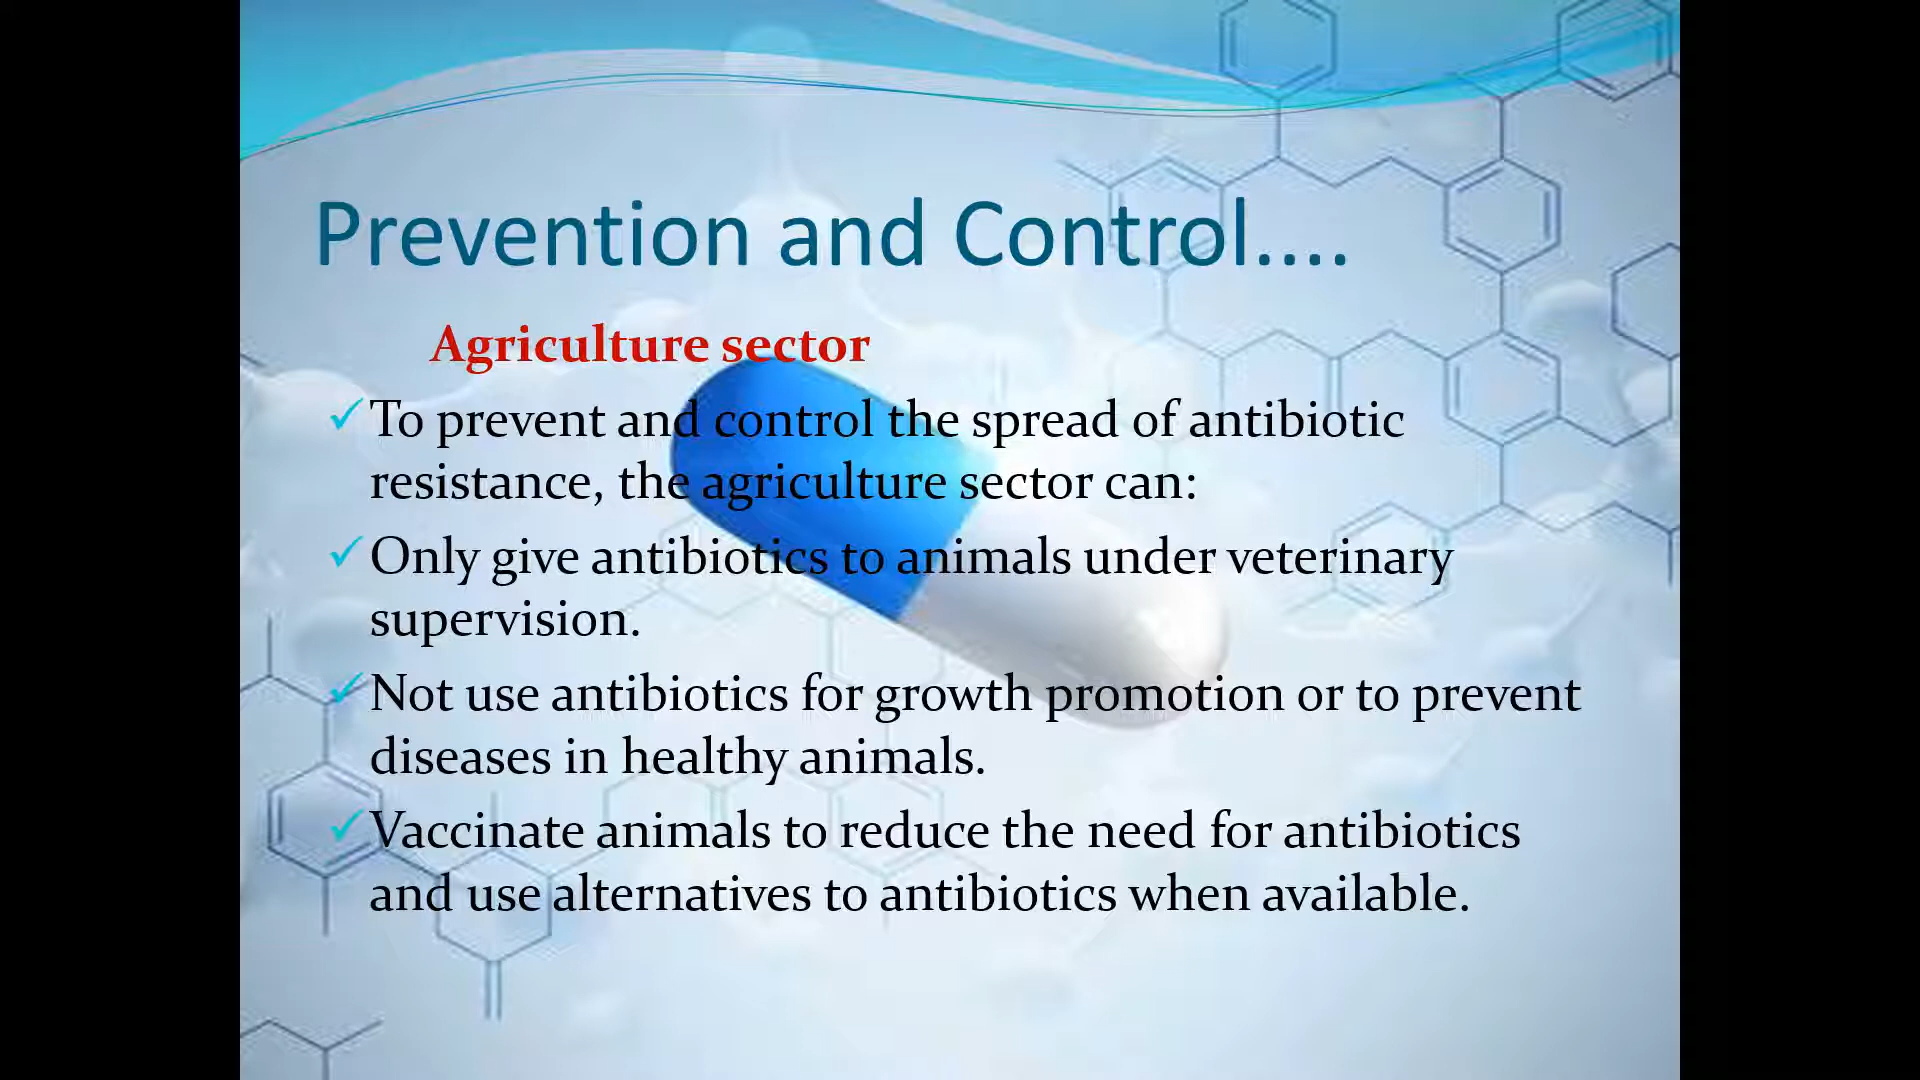 Prevention and Control....
Agriculture sector
✓To prevent and control the spread of antibiotic
resistance, the agriculture sector can:
✓Only give antibiotics to animals under veterinary
supervision.
✓Not use antibiotics for growth promotion or to prevent
diseases in healthy animals.
✓Vaccinate animals to reduce the need for antibiotics
and use alternatives to antibiotics when available.